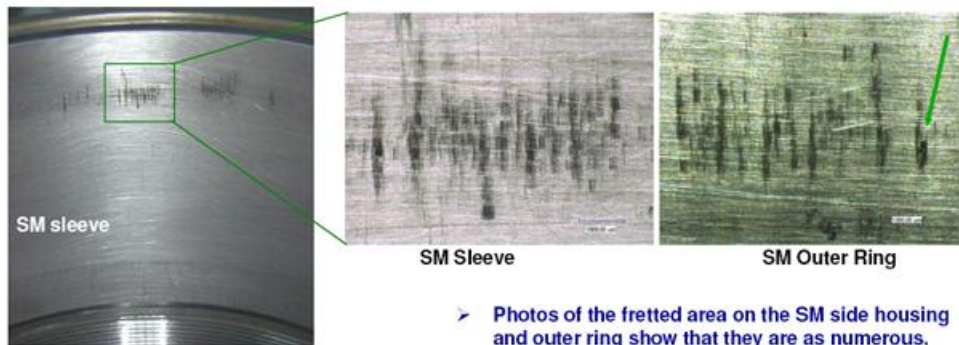 SM sleeve
SM Sleeve
SM Outer Ring
➢ Photos of the fretted area on the SM side housing
and outer ring show that they are as numerous.